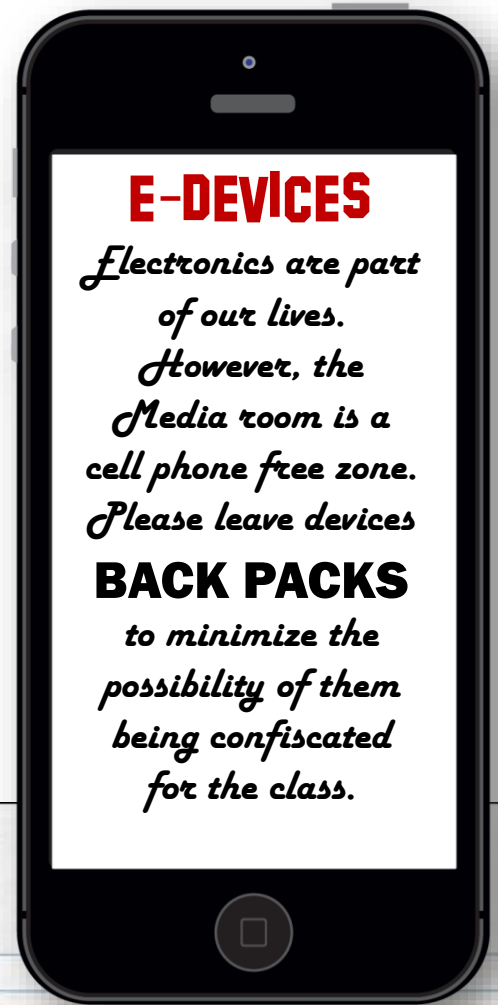 E-DEVICES
Electronics are part
of our lives.
However, the
Media room is a
cell phone free zone.
Please leave devices
BACK PACKS
to minimize the
possibility of them
being confiscated
for the class.